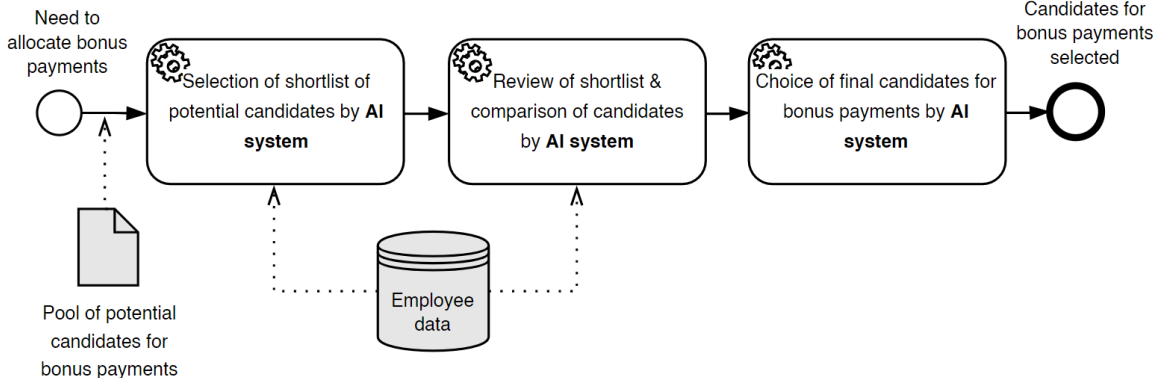 Need to
allocate bonus
payments
Selection of shortlist of
potential candidates by AI
system
Review of shortlist &
comparison of candidates
by AI system
Choice of final candidates for
bonus payments by AI
system
Candidates for
bonus payments
selected
Pool of potential
candidates for
bonus payments
Employee
data